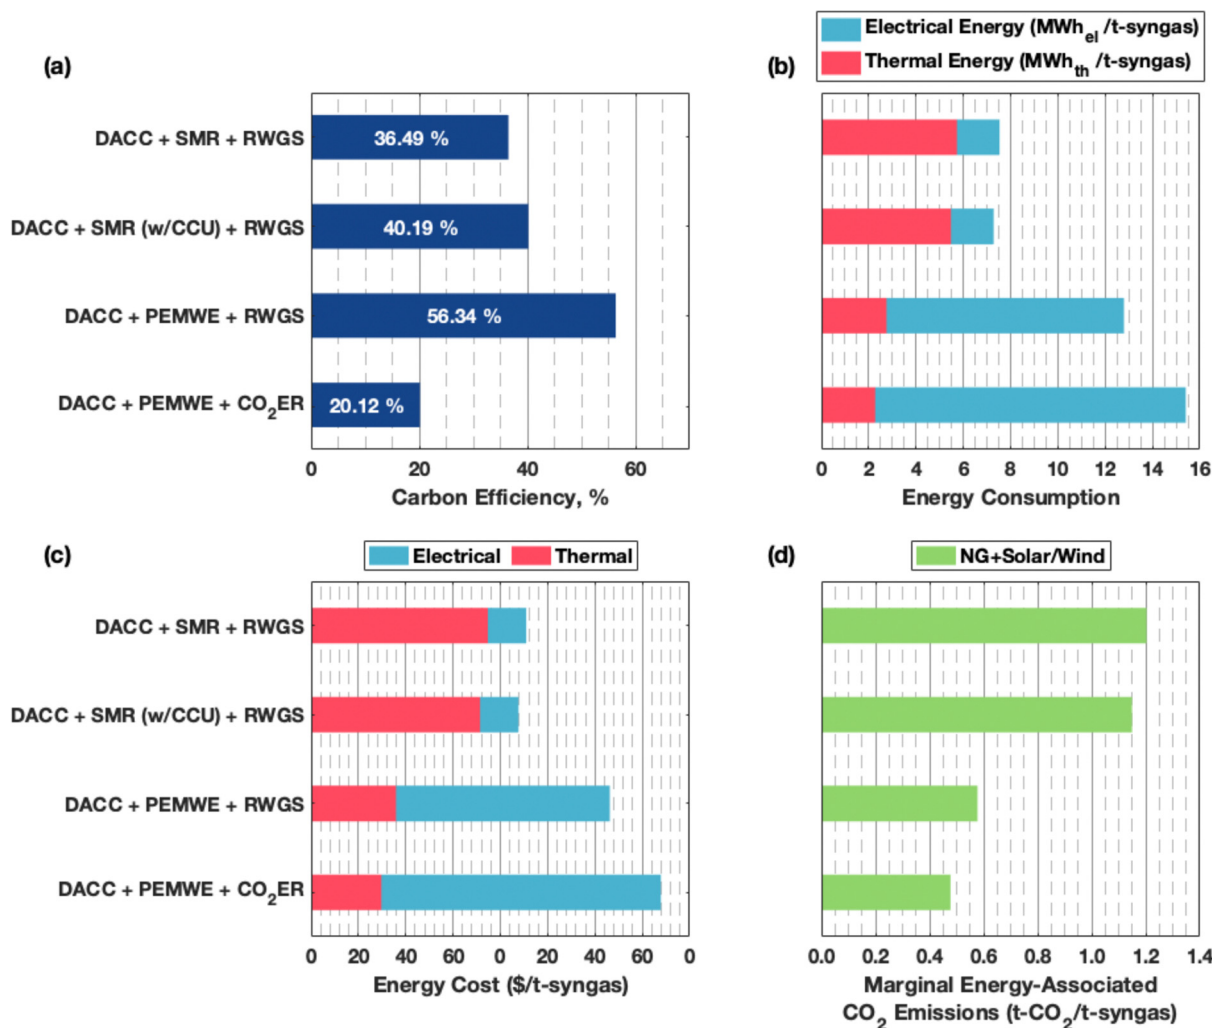 (a)
DACC + SMR + RWGS
36.49 %
DACC + SMR (w/CCU) + RWGS
40.19 %
DACC + PEMWE + RWGS
56.34 %
DACC + PEMWE + CO2ER
20.12 %
0 20 40 60
Carbon Efficiency, %
(b)
Electrical Energy (MWhel /t-syngas)
Thermal Energy (MWhth /t-syngas)
0 2 4 6 8 10 12 14 16
Energy Consumption
(c)
Electrical Thermal
DACC + SMR + RWGS
DACC + SMR (w/CCU) + RWGS
DACC + PEMWE + RWGS
DACC + PEMWE + CO2ER
0 20 40 60 0 20 40 60 0
Energy Cost ($/t-syngas)
(d)
NG+Solar/Wind
0.0 0.2 0.4 0.6 0.8 1.0 1.2 1.4
Marginal Energy-Associated
CO2 Emissions (t-CO2/t-syngas)